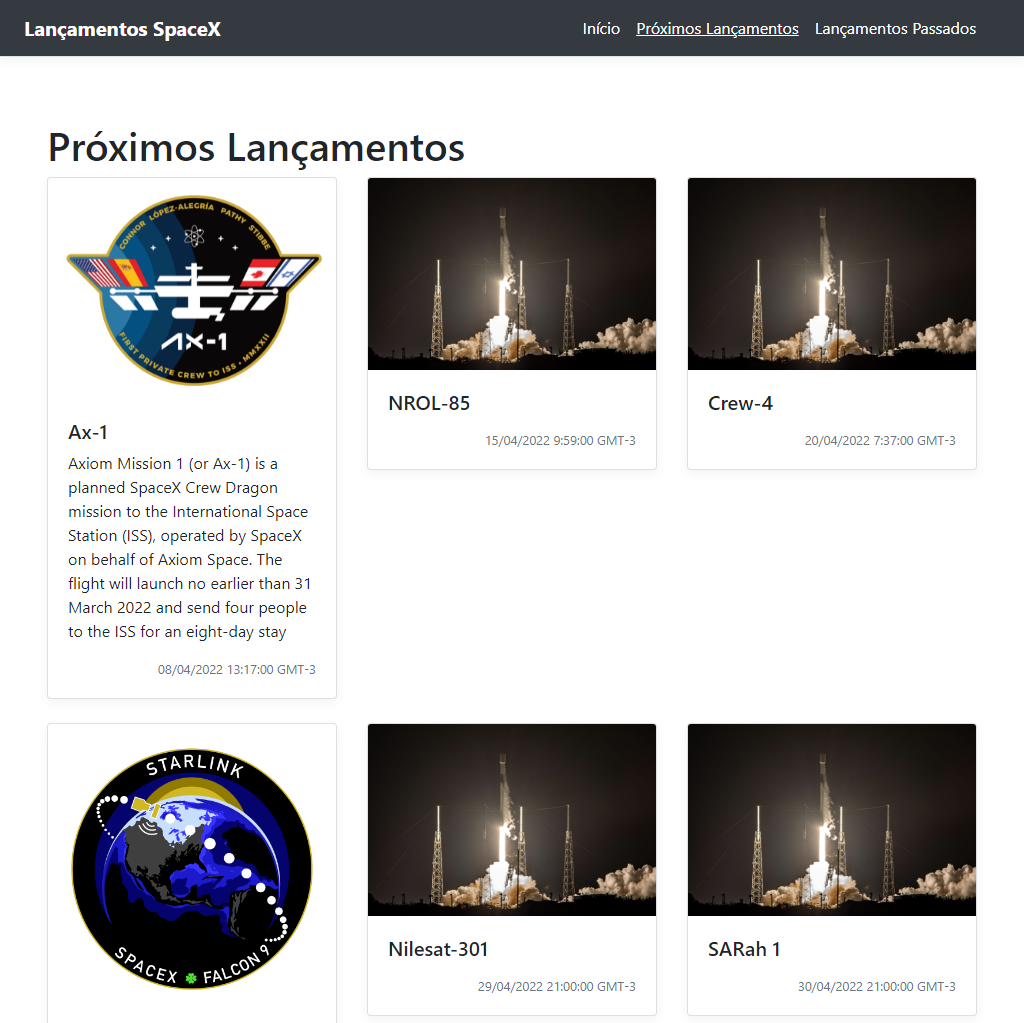 Lançamentos SpaceX
Início
Próximos Lançamentos
Lançamentos Passados
Próximos Lançamentos
CONNOR LÓPEZ-ALEGRÍA PATHY STIBBE
AX-1
FIRST PRIVATE CREW TO ISS • MMXXII
Ax-1
Axiom Mission 1 (or Ax-1) is a
planned SpaceX Crew Dragon
mission to the International Space
Station (ISS), operated by SpaceX
on behalf of Axiom Space. The
flight will launch no earlier than 31
March 2022 and send four people
to the ISS for an eight-day stay
08/04/2022 13:17:00 GMT-3
NROL-85
15/04/2022 9:59:00 GMT-3
Crew-4
20/04/2022 7:37:00 GMT-3
STARLINK
SPACEX FALCON 9
Nilesat-301
29/04/2022 21:00:00 GMT-3
SARah 1
30/04/2022 21:00:00 GMT-3